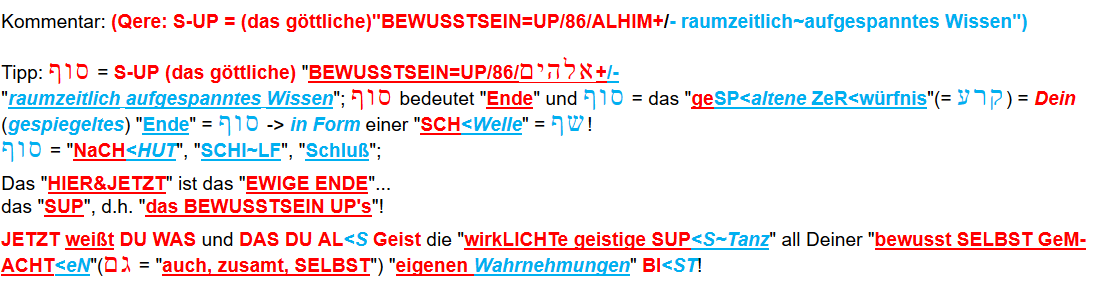 Kommentar: (Qere: S-UP = (das göttliche)"BEWUSSTSEIN=UP/86/ALHIM+/- raumzeitlich~aufgespanntes Wissen")
Tipp: סוף = S-UP (das göttliche) "BEWUSSTSEIN=UP/86/אלהים+/-
"raumzeitlich aufgespanntes Wissen"; סוף bedeutet "Ende" und סוף = das "geSP<altene ZeR<würfnis"(= קרע) = Dein
(gespiegeltes) "Ende" = סוף -> in Form einer "SCH<Welle" = שף!
סוף = "NaCH<HUT", "SCHI~LF", "Schluß";
Das "HIER&JETZT" ist das "EWIGE ENDE"...
das "SUP", d.h. "das BEWUSSTSEIN UP's"!
JETZT weißt DU WAS und DAS DU AL<S Geist die "wirkLICHTe geistige SUP<S~Tanz" all Deiner "bewusst SELBST GeM-
ACHT<eN"(גם = "auch, zusamt, SELBST") "eigenen Wahrnehmungen" BI<ST!